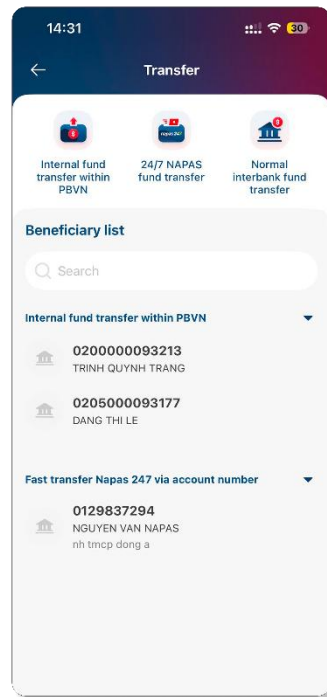 14:31
30
Transfer
napas 247
Internal fund
transfer within
PBVN
24/7 NAPAS
fund transfer
Normal
interbank fund
transfer
Beneficiary list
Search
Internal fund transfer within PBVN
0200000093213
TRINH QUYNH TRANG
0205000093177
DANG THI LE
Fast transfer Napas 247 via account number
0129837294
NGUYEN VAN NAPAS
nh tmcp dong a